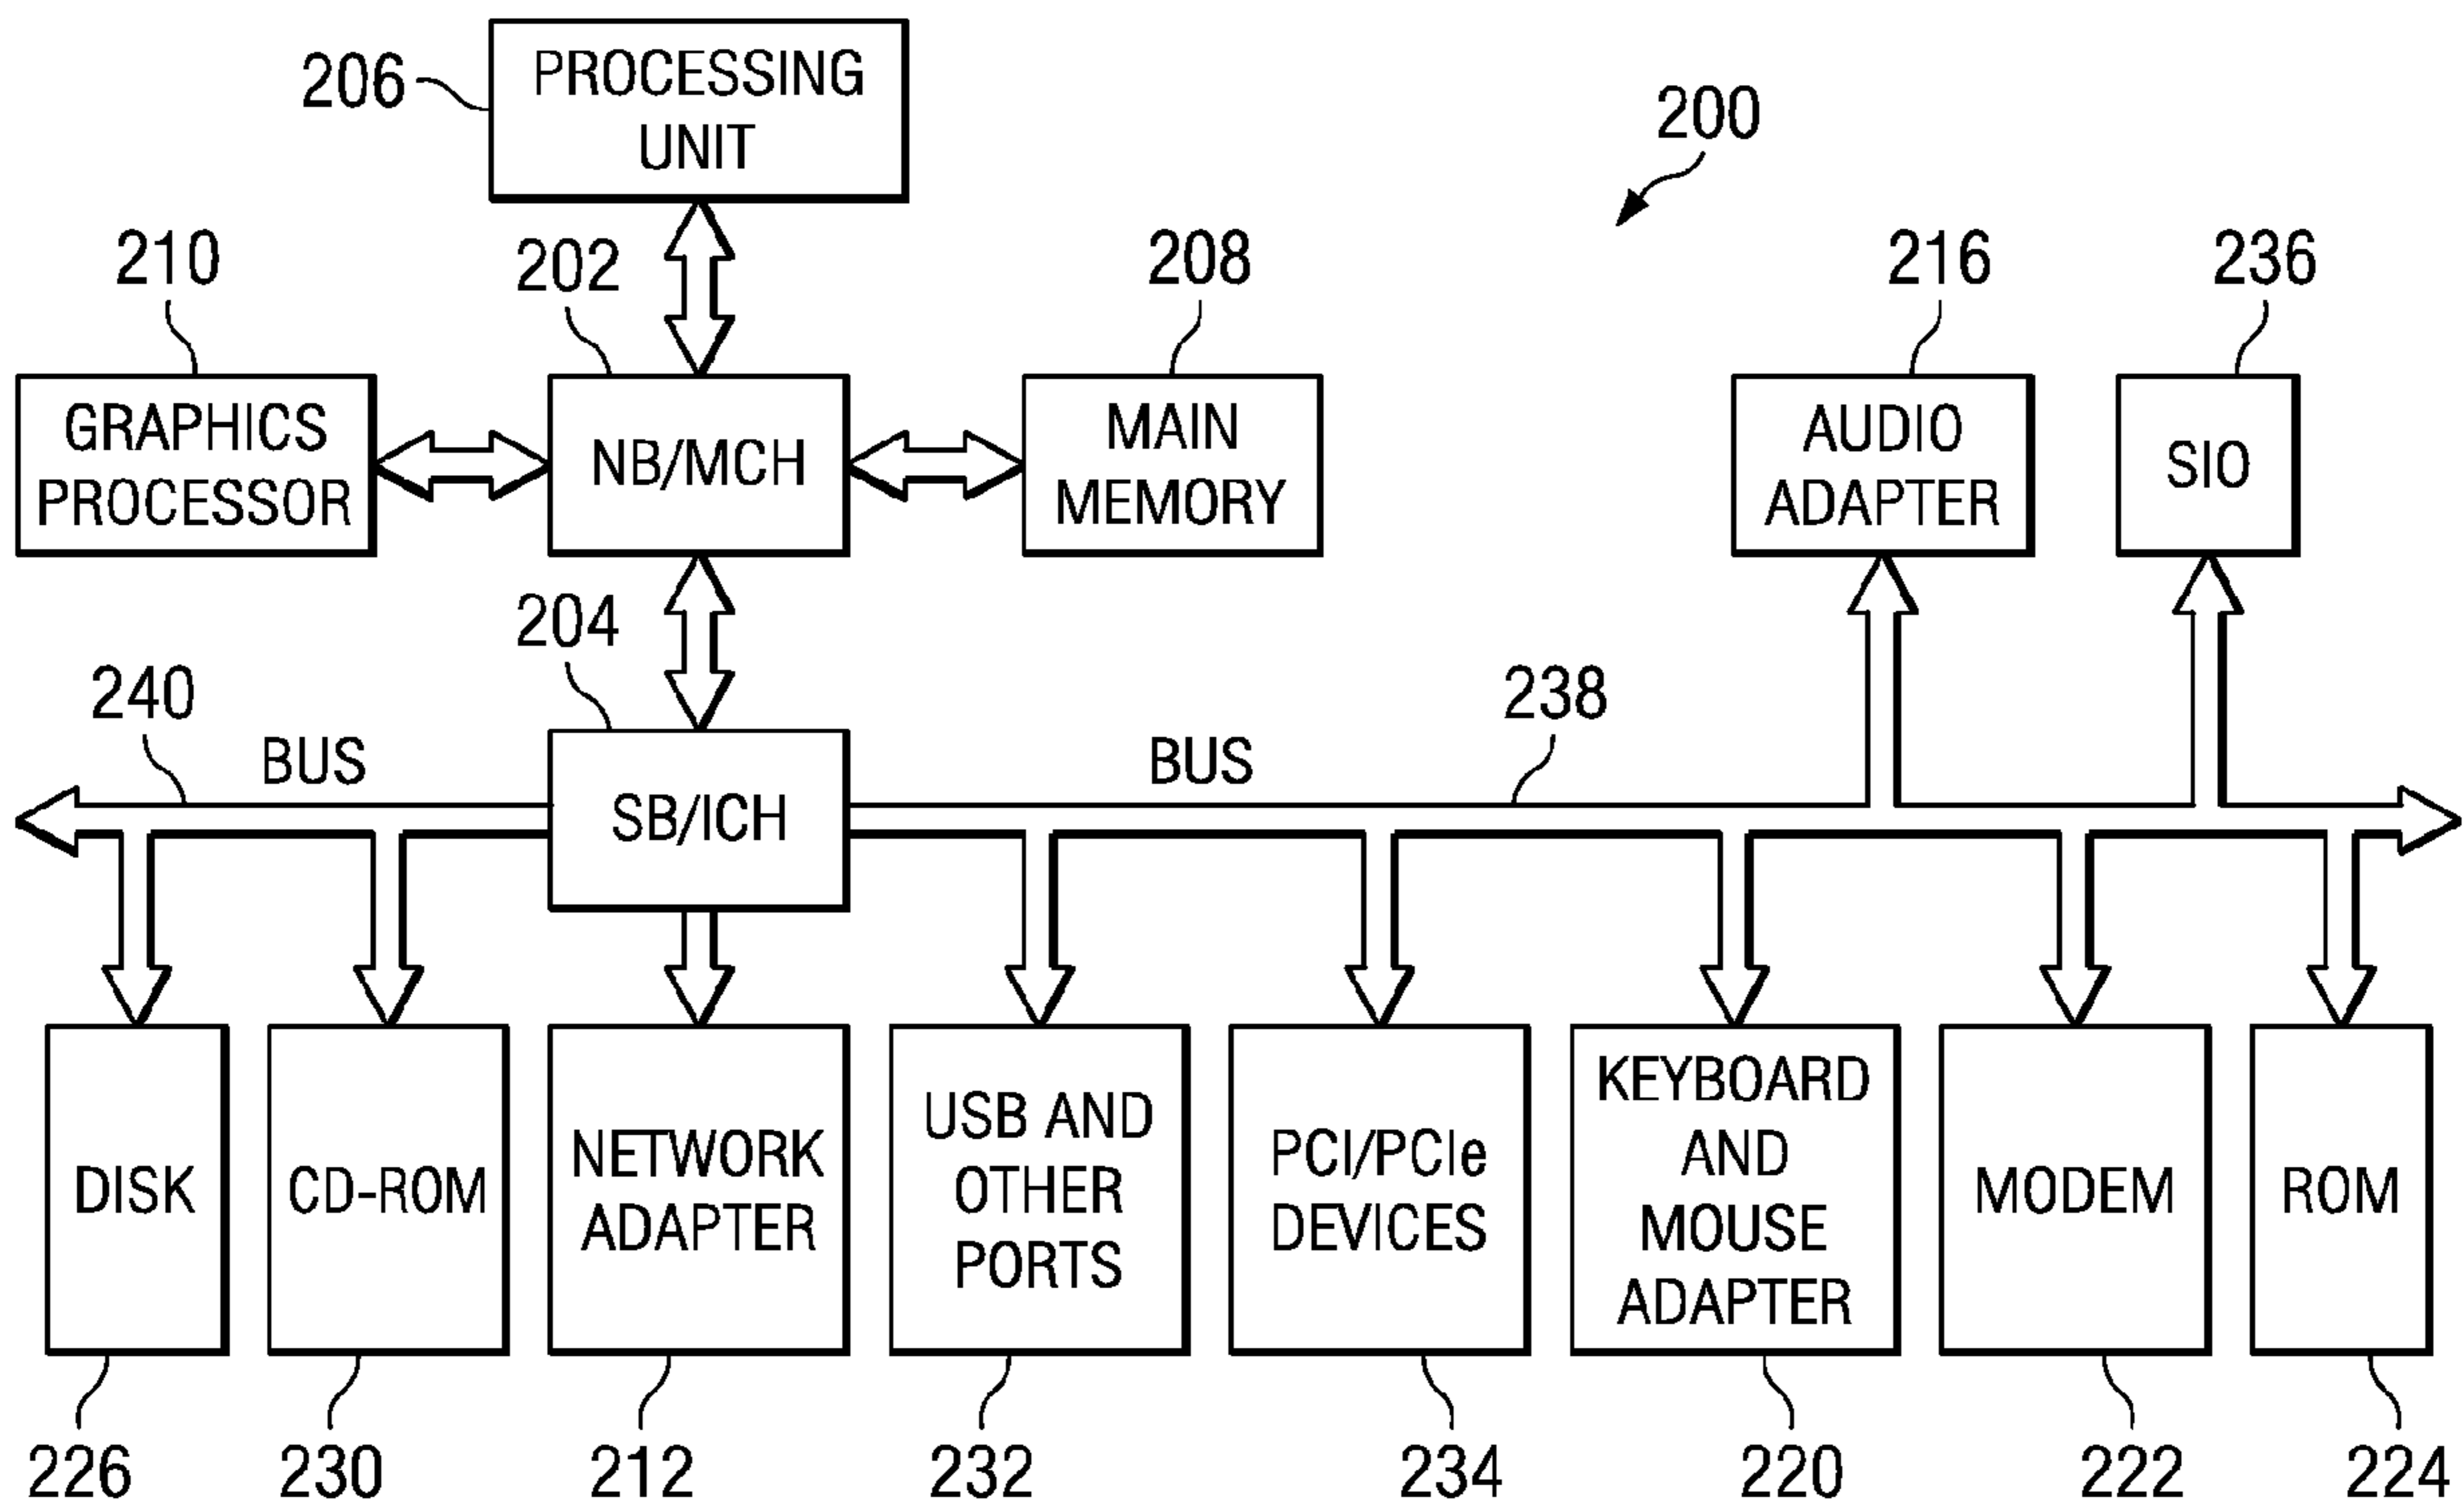 206
PROCESSING
UNIT
200
210
202
208
216
236
GRAPHICS
PROCESSOR
NB/MCH
MAIN
MEMORY
AUDIO
ADAPTER
SIO
204
240
238
BUS
BUS
SB/ICH
DISK
CD-ROM
NETWORK
ADAPTER
USB AND
OTHER
PORTS
PCI/PCIe
DEVICES
KEYBOARD
AND
MOUSE
ADAPTER
MODEM
ROM
226
230
212
232
234
220
222
224